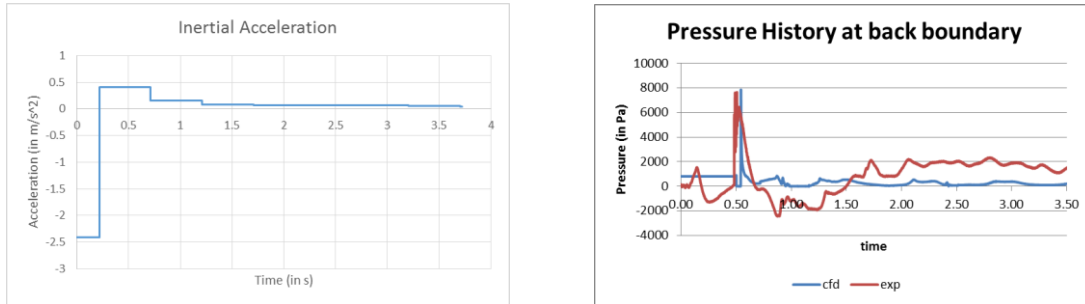 Inertial Acceleration
Acceleration (in m/s^2)
1
0.5
0
-0.5
-1
-1.5
-2
-2.5
-3
0 0.5 1 1.5 2 2.5 3 3.5 4
Time (in s)
Pressure History at back boundary
Pressure (in Pa)
10000
8000
6000
4000
2000
0
-2000
-4000
0.00 0.50 1.00 1.50 2.00 2.50 3.00 3.50
time
cfd exp